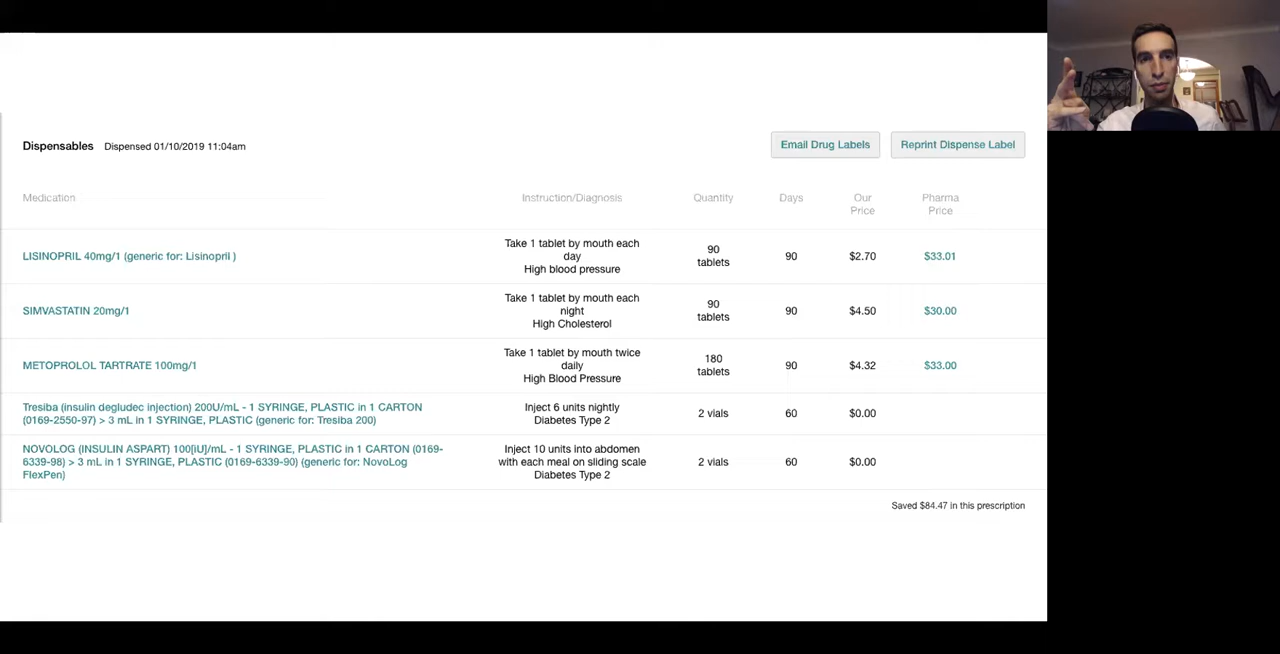 Dispensables Dispensed 01/10/2019 11:04am
Email Drug Labels
Reprint Dispense Label
Medication
Instruction/Diagnosis
Quantity
Days
Our
Price
Pharma
Price
LISINOPRIL 40mg/1 (generic for: Lisinopril )
Take 1 tablet by mouth each
day
High blood pressure
90
tablets
90
$2.70
$33.01
SIMVASTATIN 20mg/1
Take 1 tablet by mouth each
night
High Cholesterol
90
tablets
90
$4.50
$30.00
METOPROLOL TARTRATE 100mg/1
Take 1 tablet by mouth twice
daily
High Blood Pressure
180
tablets
90
$4.32
$33.00
Tresiba (insulin degludec injection) 200U/mL - 1 SYRINGE, PLASTIC in 1 CARTON
(0169-2550-97) > 3 mL in 1 SYRINGE, PLASTIC (generic for: Tresiba 200)
Inject 6 units nightly
Diabetes Type 2
2 vials
60
$0.00
NOVOLOG (INSULIN ASPART) 100[iU]/mL - 1 SYRINGE, PLASTIC in 1 CARTON (0169-
6339-98) > 3 mL in 1 SYRINGE, PLASTIC (0169-6339-90) (generic for: NovoLog
FlexPen)
Inject 10 units into abdomen
with each meal on sliding scale
Diabetes Type 2
2 vials
60
$0.00
Saved $84.47 in this prescription